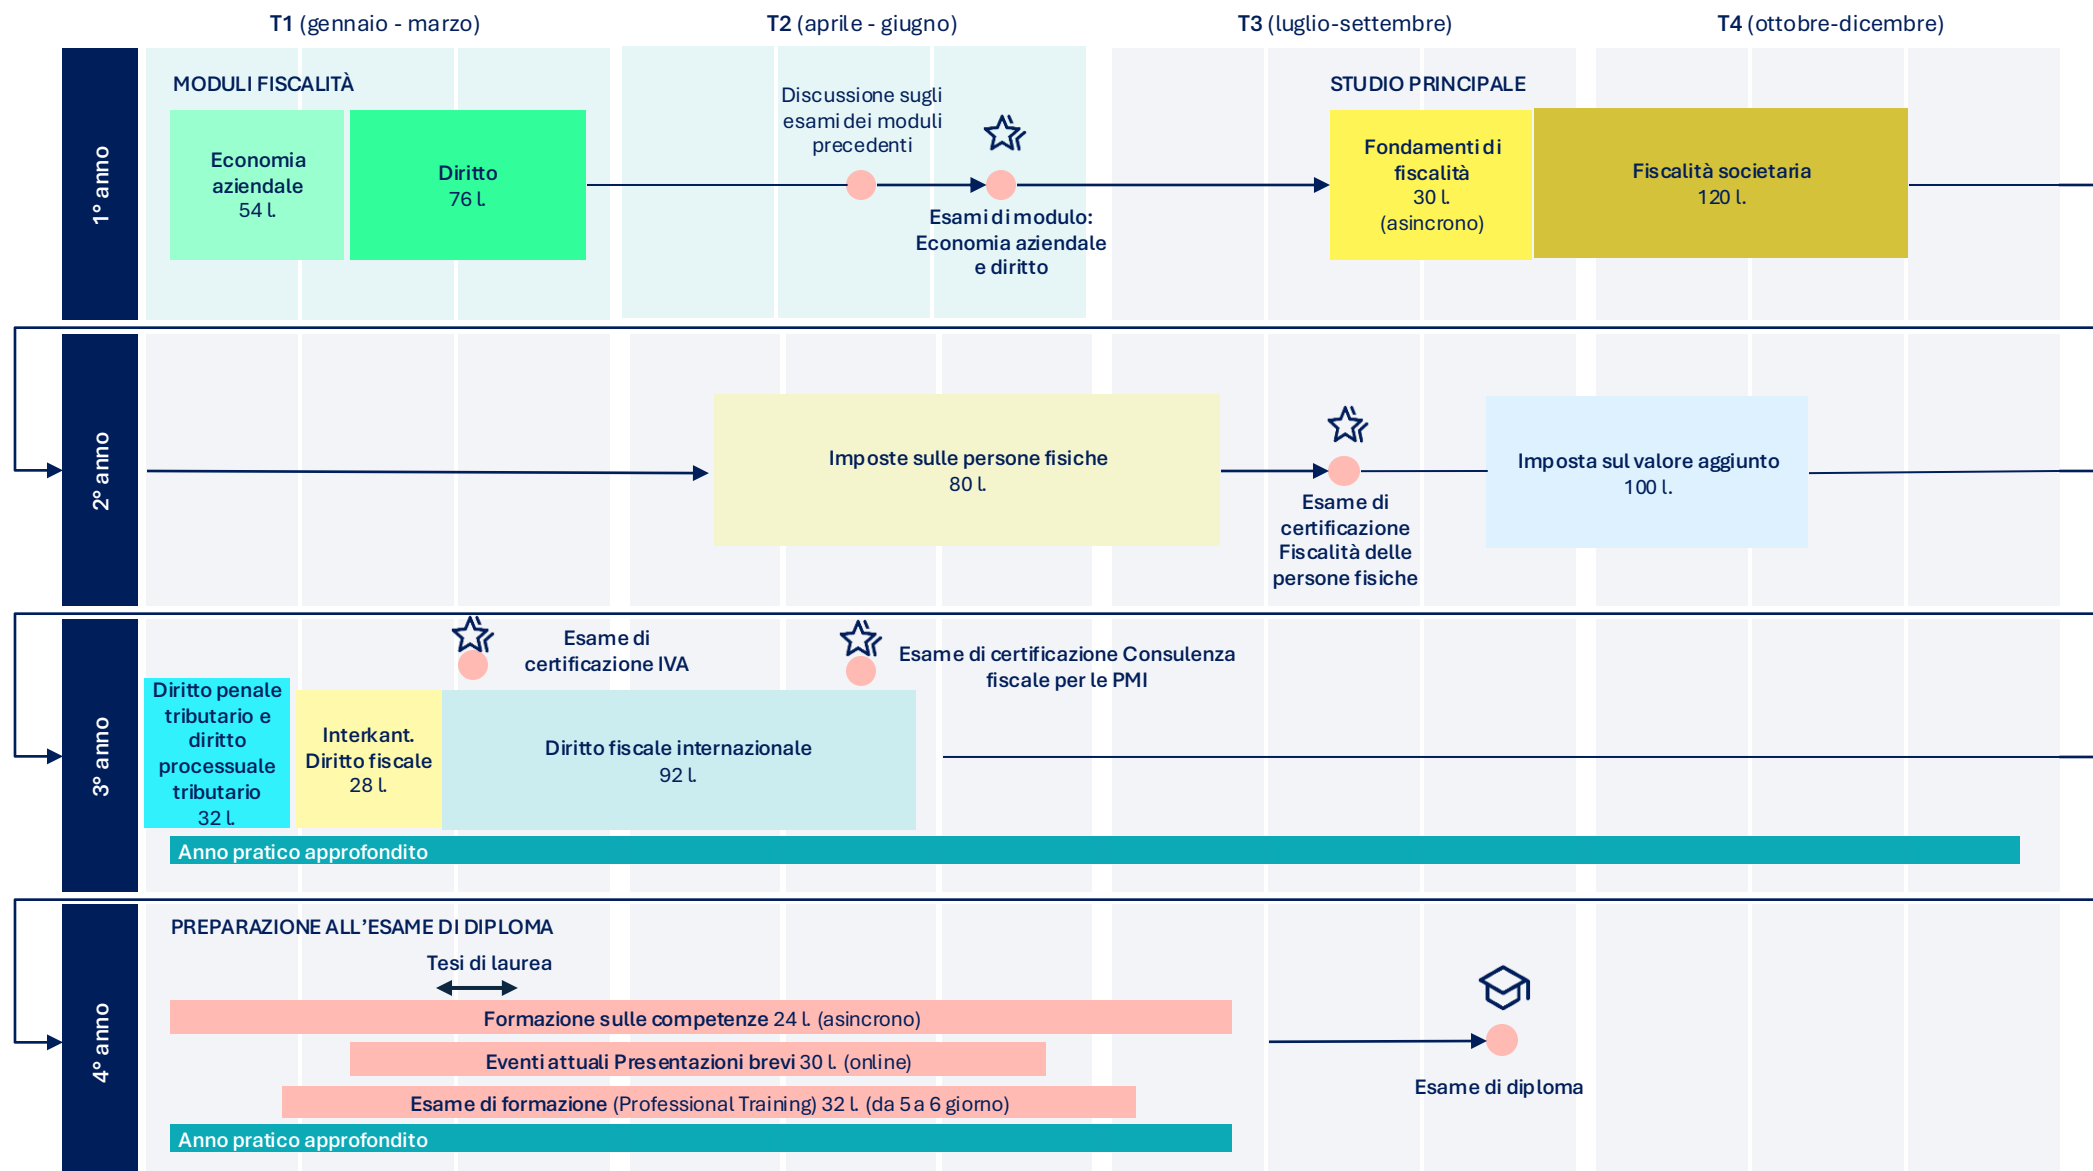 T1 (gennaio - marzo)
T2 (aprile - giugno)
T3 (luglio-settembre)
T4 (ottobre-dicembre)
1° anno
MODULI FISCALITÀ
Economia
aziendale
54 l.
Diritto
76 l.
Discussione sugli
esami dei moduli
precedenti
Esami di modulo:
Economia aziendale
e diritto
STUDIO PRINCIPALE
Fondamenti di
fiscalità
30 l.
(asincrono)
Fiscalità societaria
120 l.
2° anno
Imposte sulle persone fisiche
80 l.
Esame di
certificazione
Fiscalità delle
persone fisiche
Imposta sul valore aggiunto
100 l.
3° anno
Esame di
certificazione IVA
Esame di certificazione Consulenza
fiscale per le PMI
Diritto penale
tributario e
diritto
processuale
tributario
32 l.
Interkant.
Diritto fiscale
28 l.
Diritto fiscale internazionale
92 l.
Anno pratico approfondito
4° anno
PREPARAZIONE ALL’ESAME DI DIPLOMA
Tesi di laurea
Formazione sulle competenze 24 l. (asincrono)
Eventi attuali Presentazioni brevi 30 l. (online)
Esame di formazione (Professional Training) 32 l. (da 5 a 6 giorno)
Anno pratico approfondito
Esame di diploma